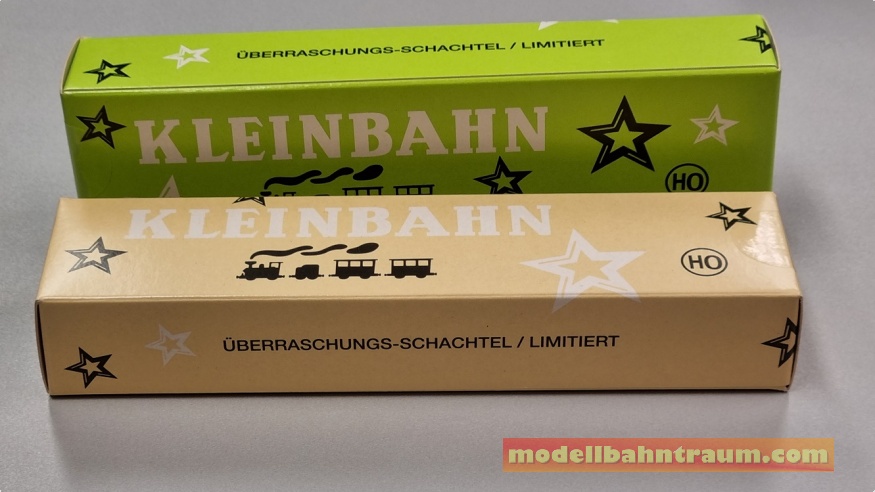 ÜBERRASCHUNGS-SCHACHTEL / LIMITIERT
KLEINBAHN
HO
KLEINBAHN
HO
ÜBERRASCHUNGS-SCHACHTEL / LIMITIERT
modellbahntraum.com